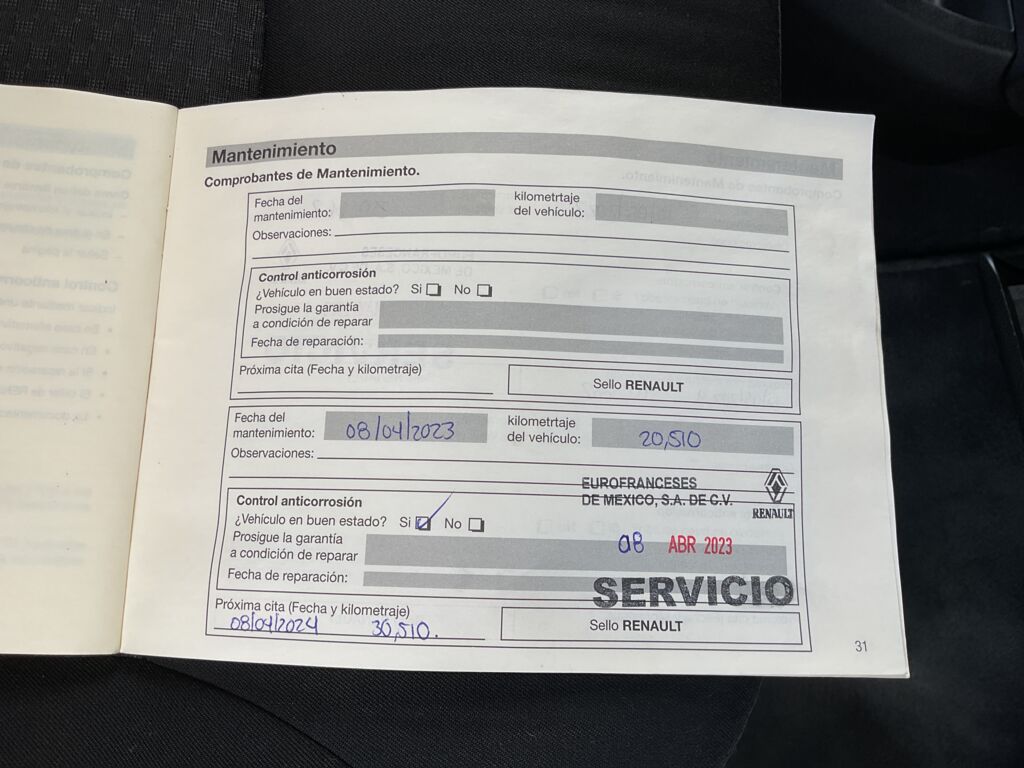 Mantenimiento
Comprobantes de Mantenimiento.
Fecha del mantenimiento:
kilometrtaje del vehículo:
Observaciones:
Control anticorrosión
¿Vehículo en buen estado? Si No
Prosigue la garantía
a condición de reparar
Fecha de reparación:
Próxima cita (Fecha y kilometraje)
Sello RENAULT
Fecha del mantenimiento: 08/04/2023
kilometrtaje del vehículo: 20,510
Observaciones:
EUROFRANCESES
DE MEXICO, S.A. DE C.V.
RENAULT
Control anticorrosión
¿Vehículo en buen estado? Si No
Prosigue la garantía
a condición de reparar
08 ABR 2023
Fecha de reparación:
SERVICIO
Próxima cita (Fecha y kilometraje)
08/04/2024 30,510.
Sello RENAULT
31